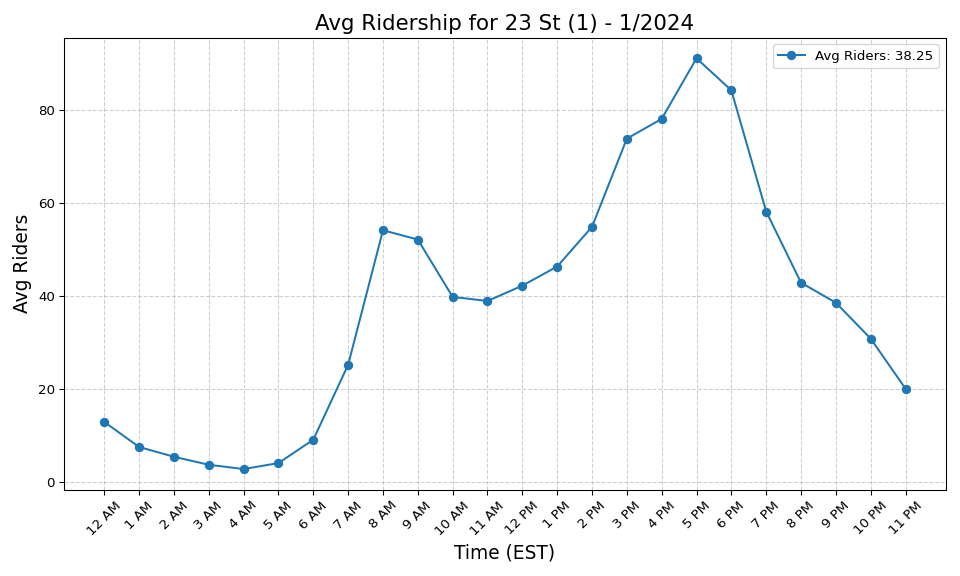 Avg Ridership for 23 St (1) - 1/2024
Avg Riders: 38.25
Avg Riders
80
60
40
20
0
12 AM
1 AM
2 AM
3 AM
4 AM
5 AM
6 AM
7 AM
8 AM
9 AM
10 AM
11 AM
12 PM
1 PM
2 PM
3 PM
4 PM
5 PM
6 PM
7 PM
8 PM
9 PM
10 PM
11 PM
Time (EST)